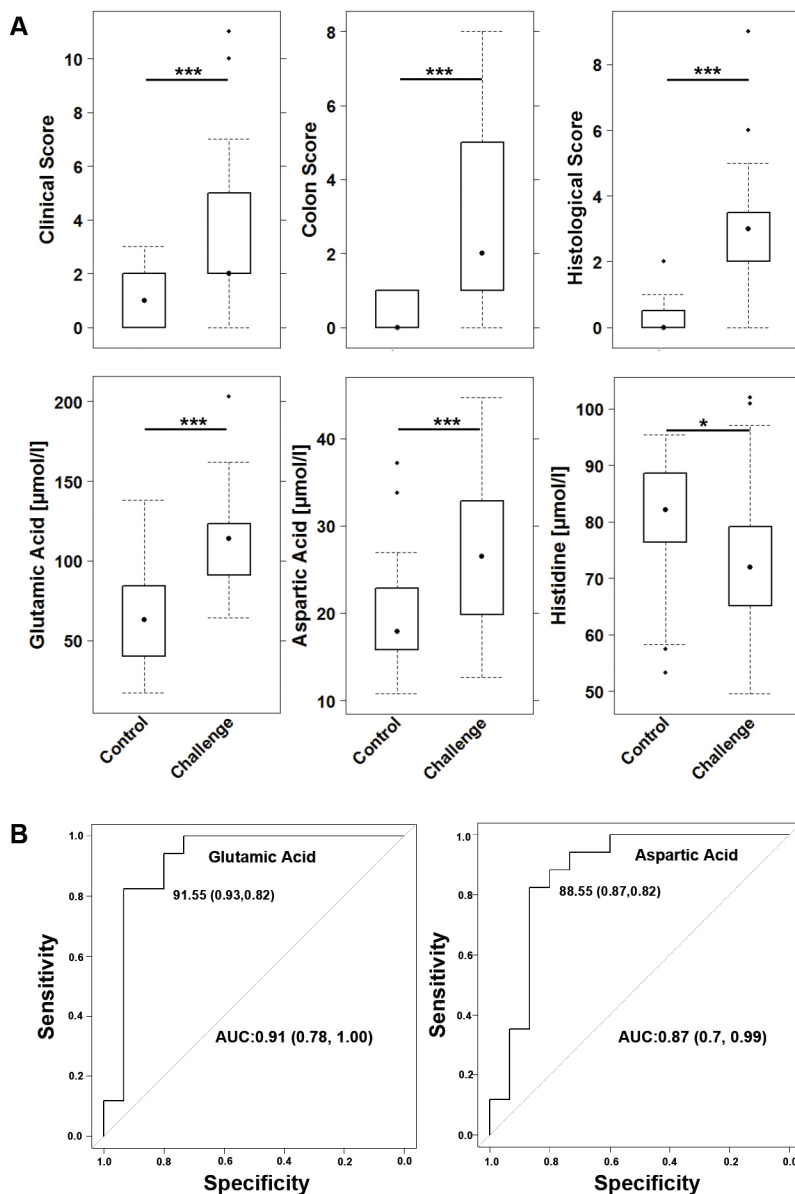 A
Clinical Score
10
8
6
4
2
0
***
Colon Score
8
6
4
2
0
***
Histological Score
8
6
4
2
0
***
Glutamic Acid [µmol/l]
200
150
100
50
***
Control
Challenge
Aspartic Acid [µmol/l]
40
30
20
10
***
Control
Challenge
Histidine [µmol/l]
100
90
80
70
60
50
*
Control
Challenge
B
Sensitivity
1.0
0.8
0.6
0.4
0.2
0.0
Glutamic Acid
91.55 (0.93,0.82)
AUC:0.91 (0.78, 1.00)
1.0 0.8 0.6 0.4 0.2 0.0
Specificity
Sensitivity
1.0
0.8
0.6
0.4
0.2
0.0
Aspartic Acid
88.55 (0.87,0.82)
AUC:0.87 (0.7, 0.99)
1.0 0.8 0.6 0.4 0.2 0.0
Specificity